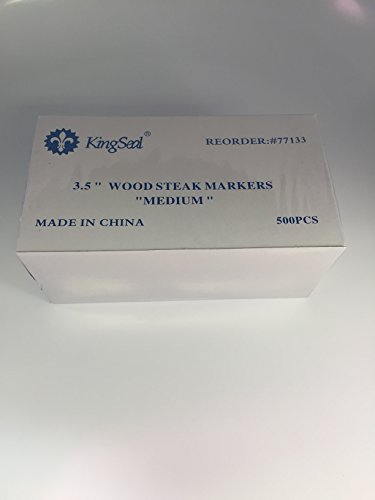 KingSeal®
REORDER:#77133
3.5" WOOD STEAK MARKERS
"MEDIUM"
MADE IN CHINA
500PCS